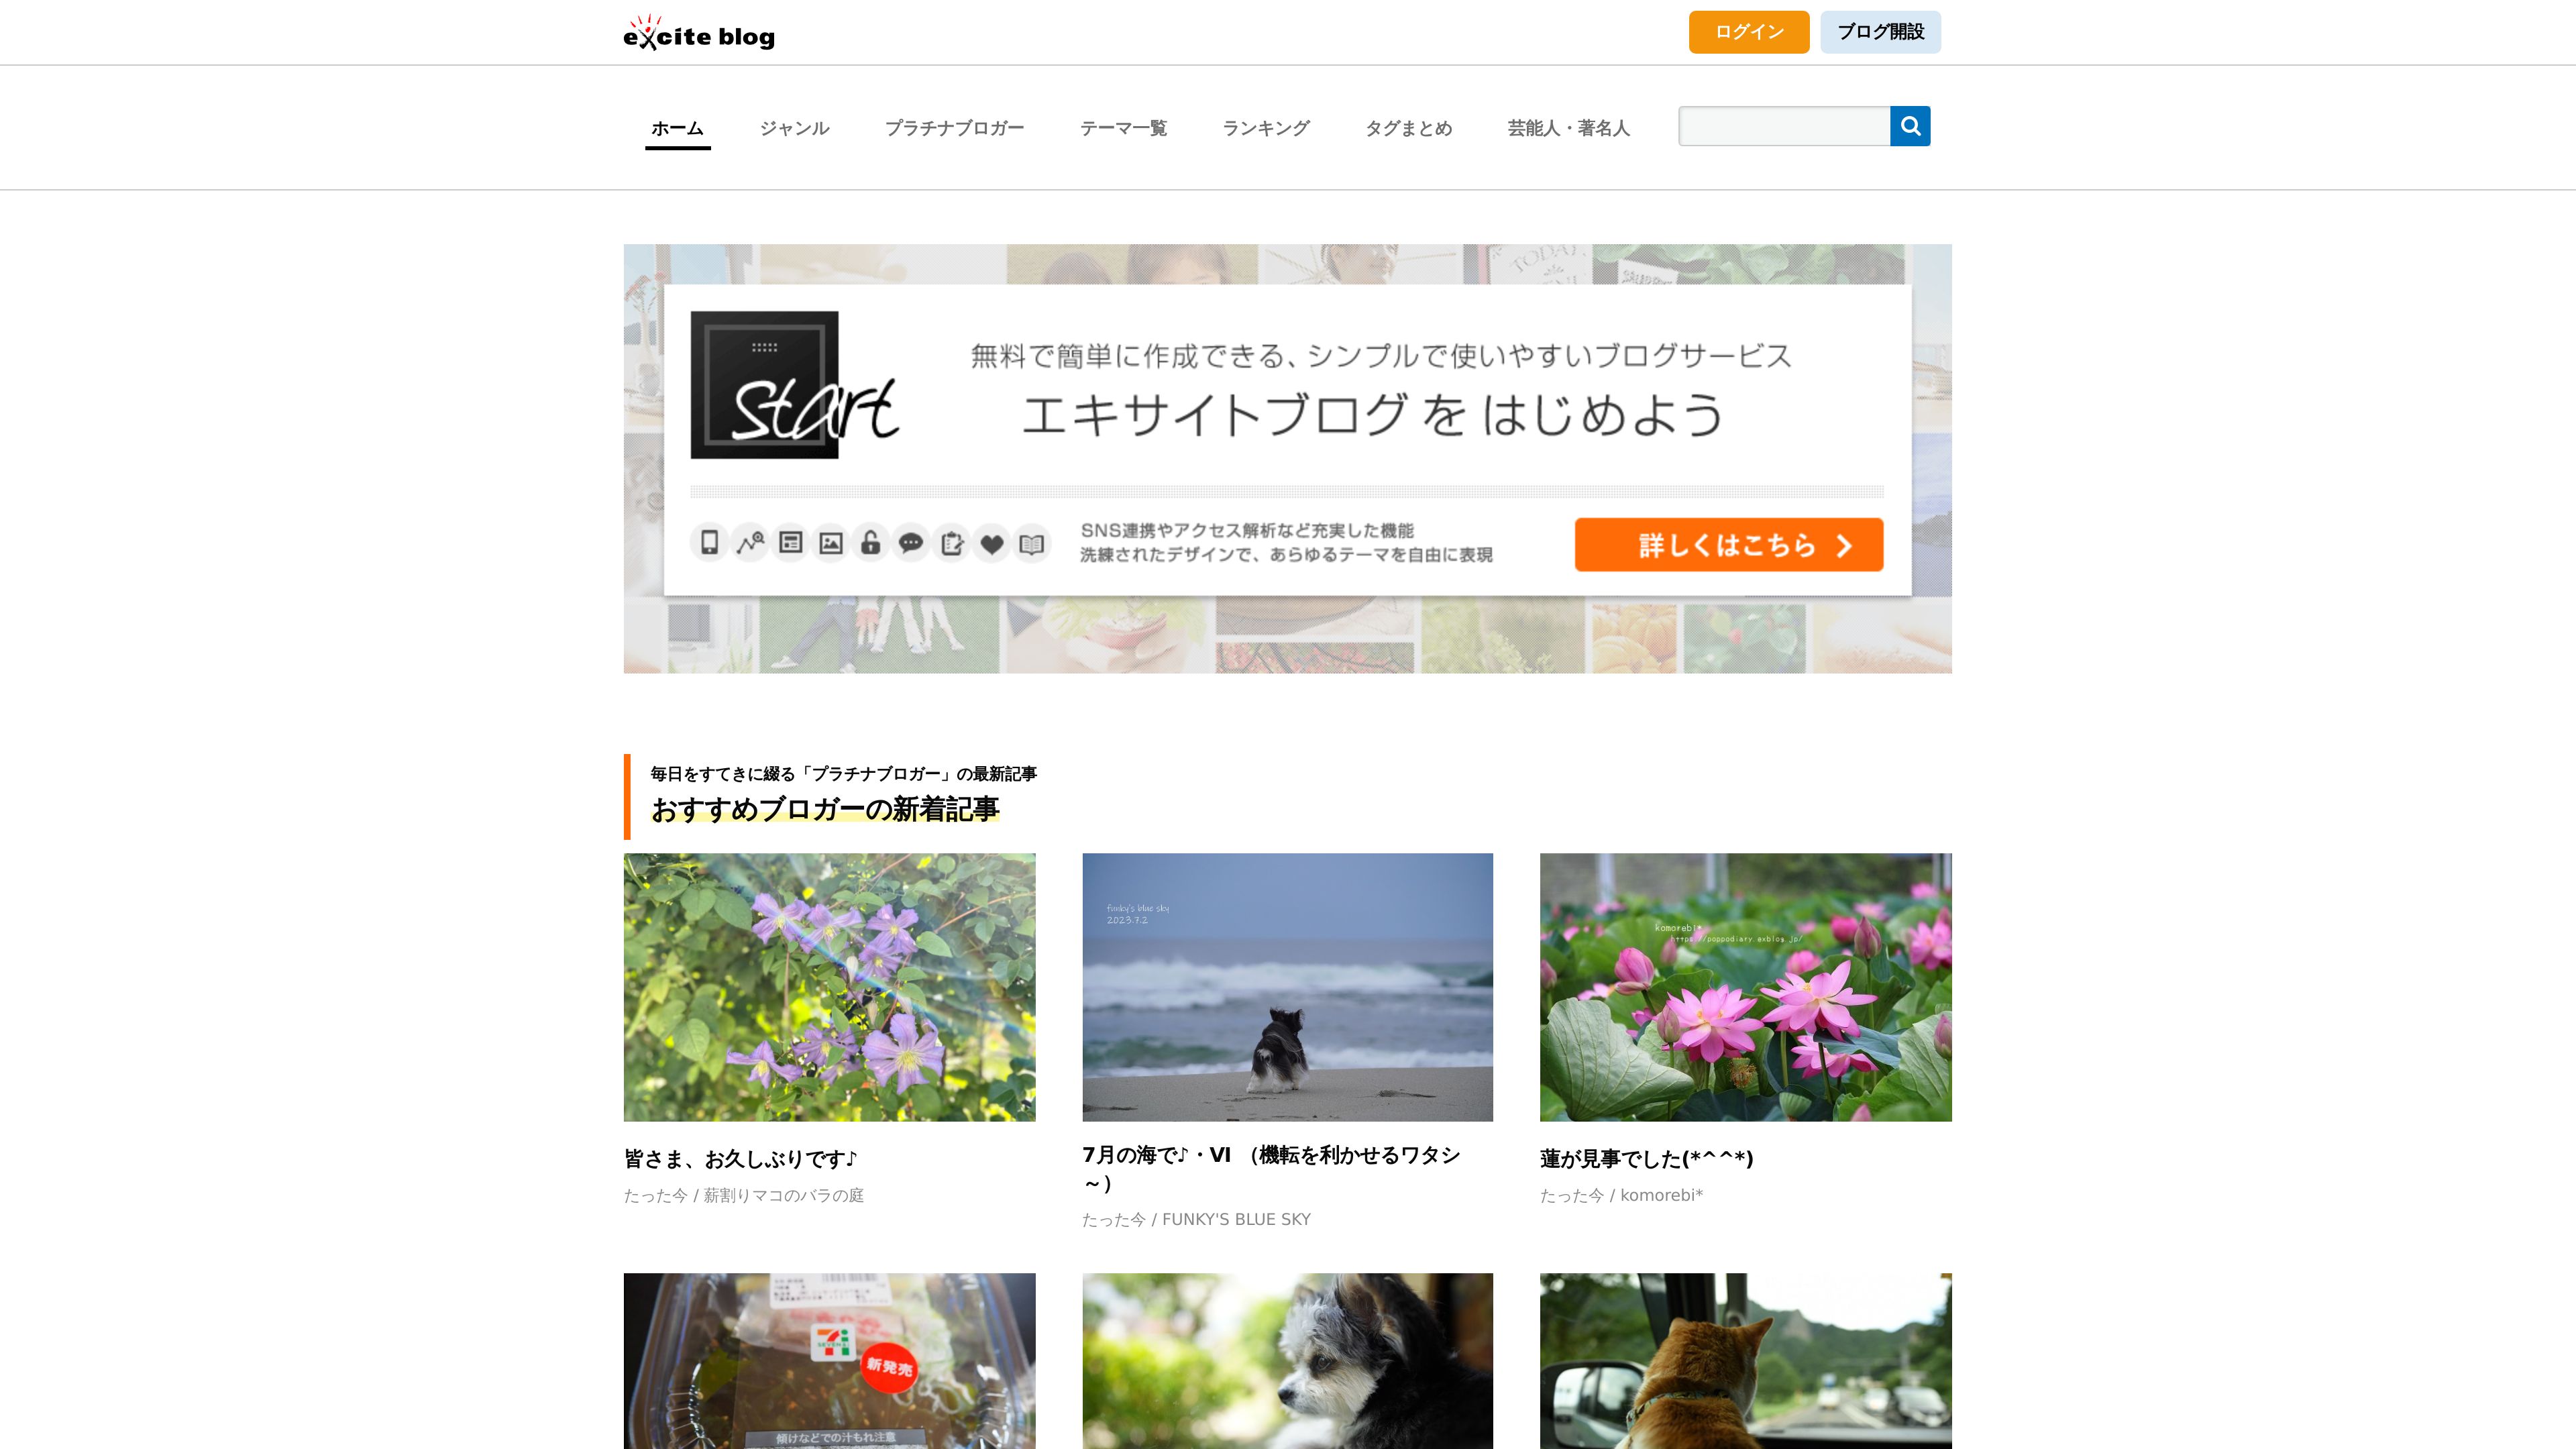 excite blog
ログイン
ブログ開設
ホーム
ジャンル
プラチナブロガー
テーマ一覧
ランキング
タグまとめ
芸能人・著名人
TODAY
Start
無料で簡単に作成できる、シンプルで使いやすいブログサービス
エキサイトブログ を はじめよう
SNS連携やアクセス解析など充実した機能
洗練されたデザインで、あらゆるテーマを自由に表現
詳しくはこちら
毎日をすてきに綴る「プラチナブロガー」の最新記事
おすすめブロガーの新着記事
funky's blue sky
2023.7.2
komorebi*
https://poppodiary.exblog.jp/
皆さま、お久しぶりです♪
たった今 / 薪割りマコのバラの庭
7月の海で♪・Ⅵ （機転を利かせるワタシ
～）
たった今 / FUNKY'S BLUE SKY
蓮が見事でした(*^^*)
たった今 / komorebi*
新発売
傾けなどでの汁もれ注意